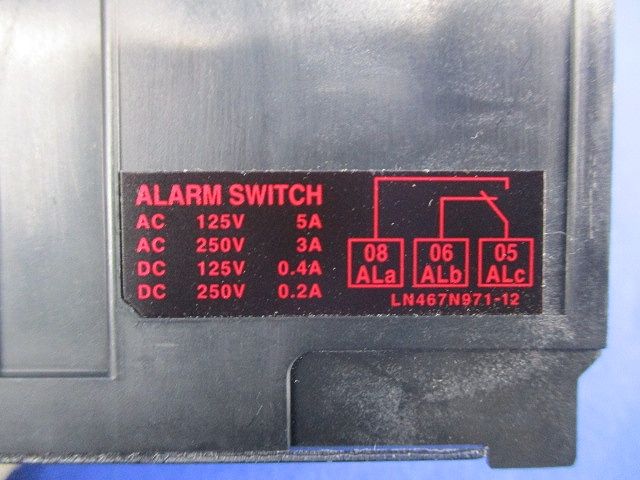 ALARM SWITCH
AC 125V 5A
AC 250V 3A
DC 125V 0.4A
DC 250V 0.2A
08 06 05
ALa ALb ALc
LN467N971-12